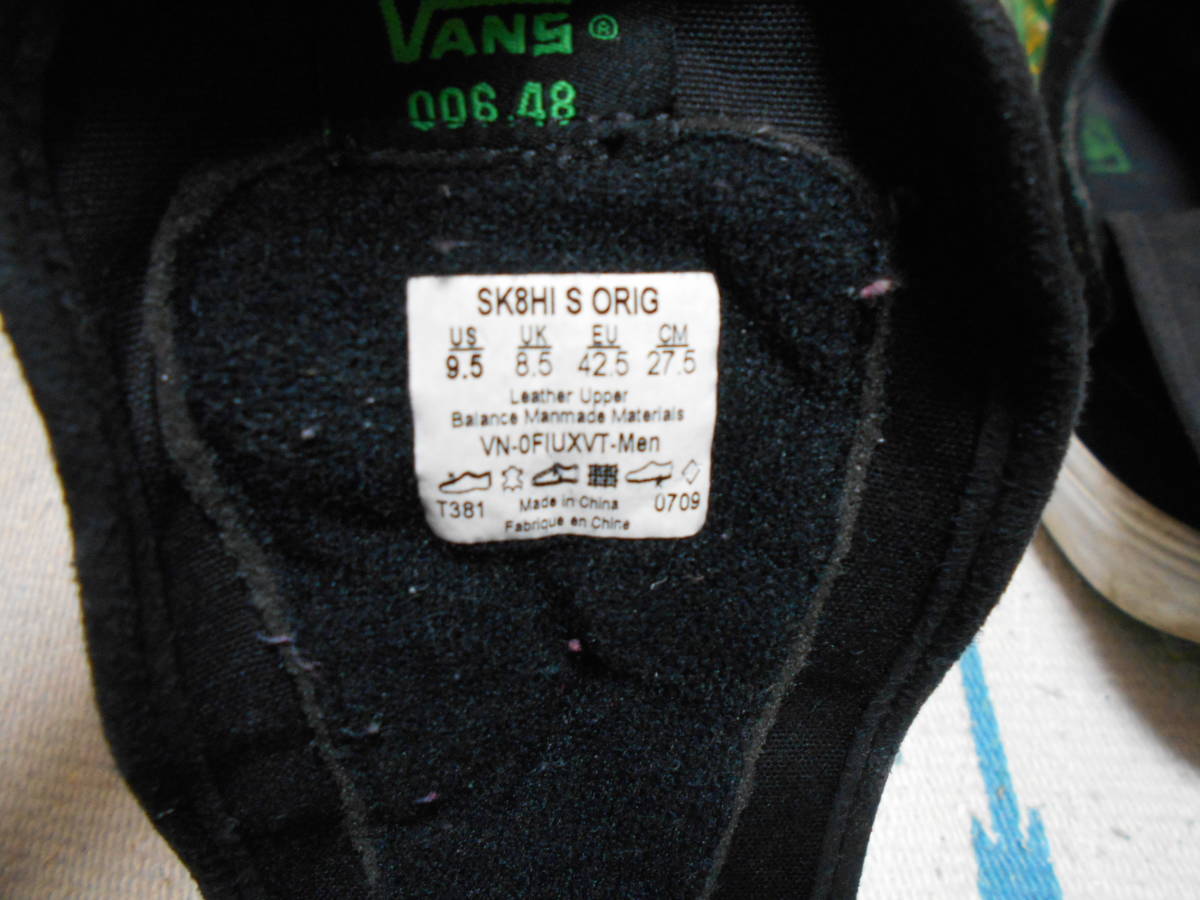 VANS®
006.48
SK8HI S ORIG
US UK EU CM
9.5 8.5 42.5 27.5
Leather Upper
Balance Manmade Materials
VN-0FIUXVT-Men
T381 Made in China 0709
Fabrique en Chine